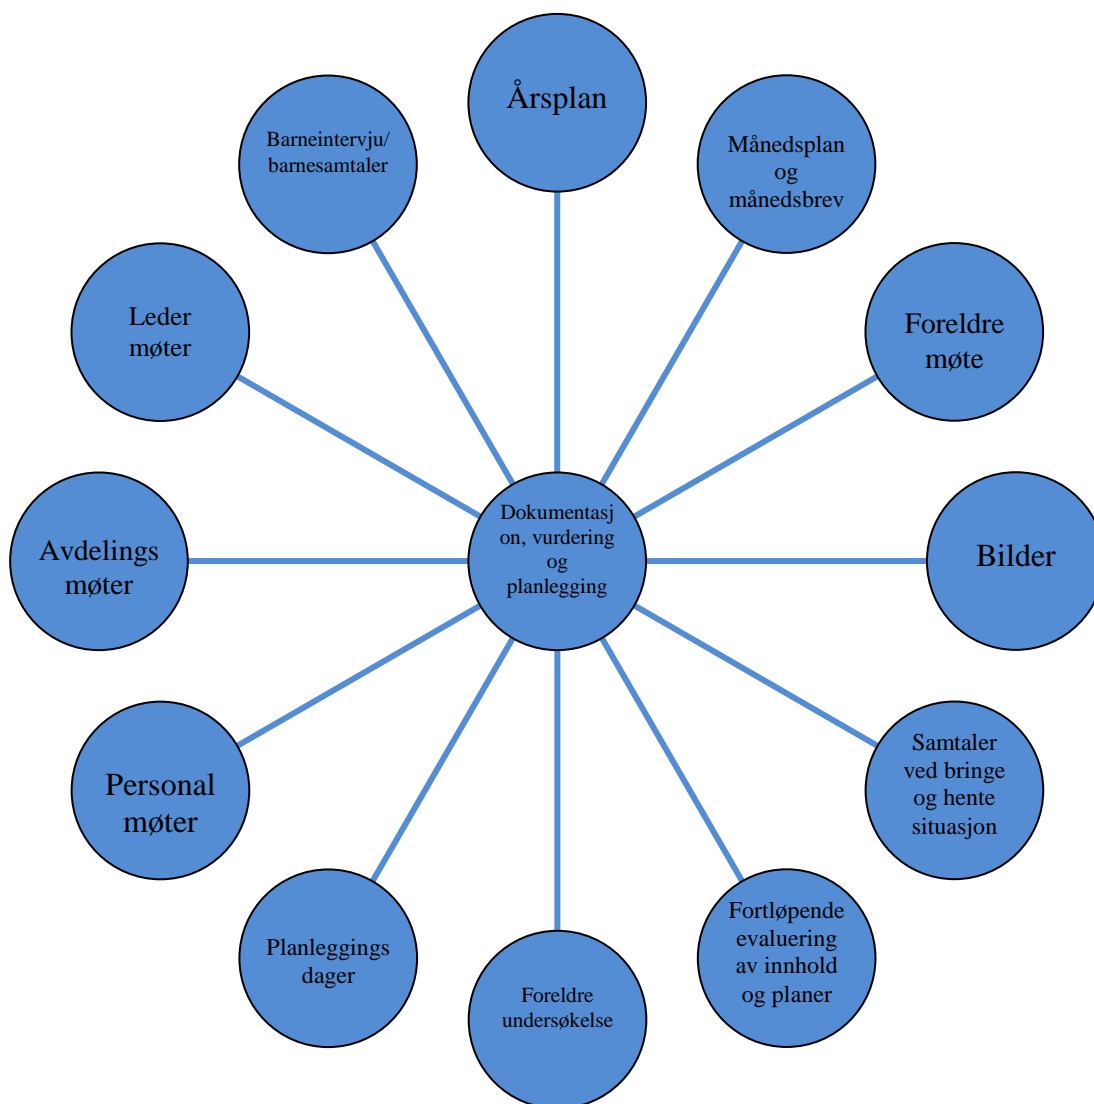 Årsplan
Månedsplan
og
månedsbrev
Foreldre
møte
Bilder
Samtaler
ved bringe
og hente
situasjon
Fortløpende
evaluering
av innhold
og planer
Foreldre
undersøkelse
Planleggings
dager
Personal
møter
Avdelings
møter
Leder
møter
Barneintervju/
barnesamtaler
Dokumentasj
on, vurdering
og
planlegging